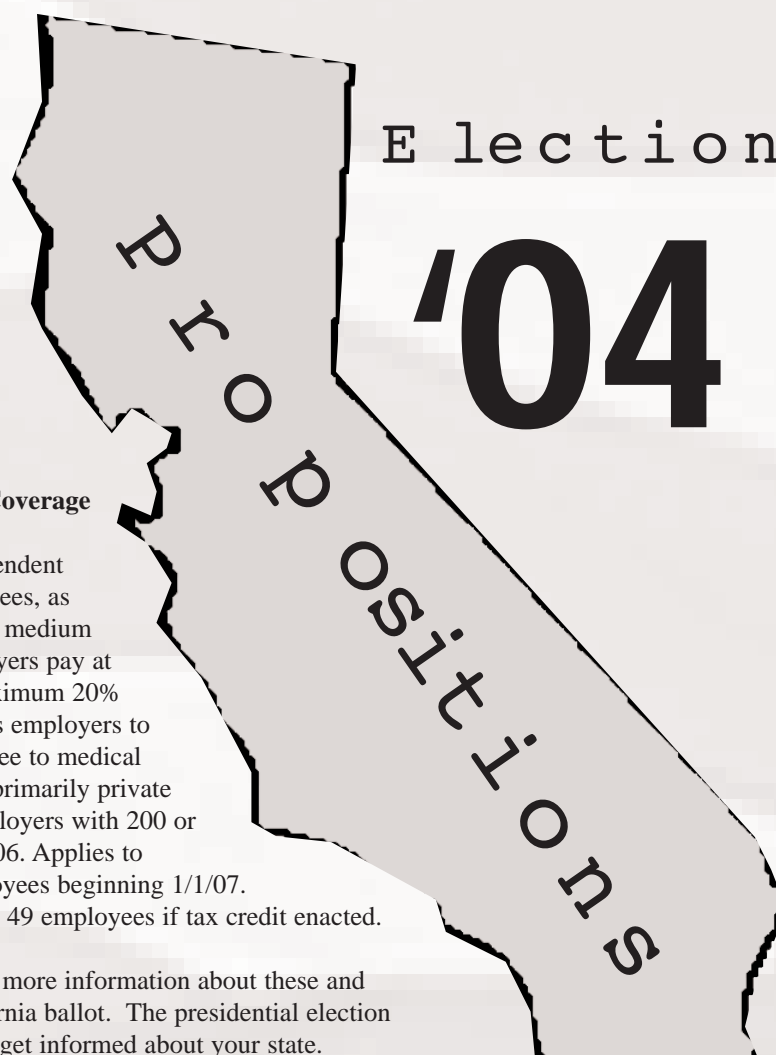 Election
‘04
Propositions
overage
endent
ees, as
medium
yers pay at
ximum 20%
s employers to
ee to medical
primarily private
loyers with 200 or
06. Applies to
oyees beginning 1/1/07.
49 employees if tax credit enacted.
more information about these and
rnia ballot. The presidential election
get informed about your state.